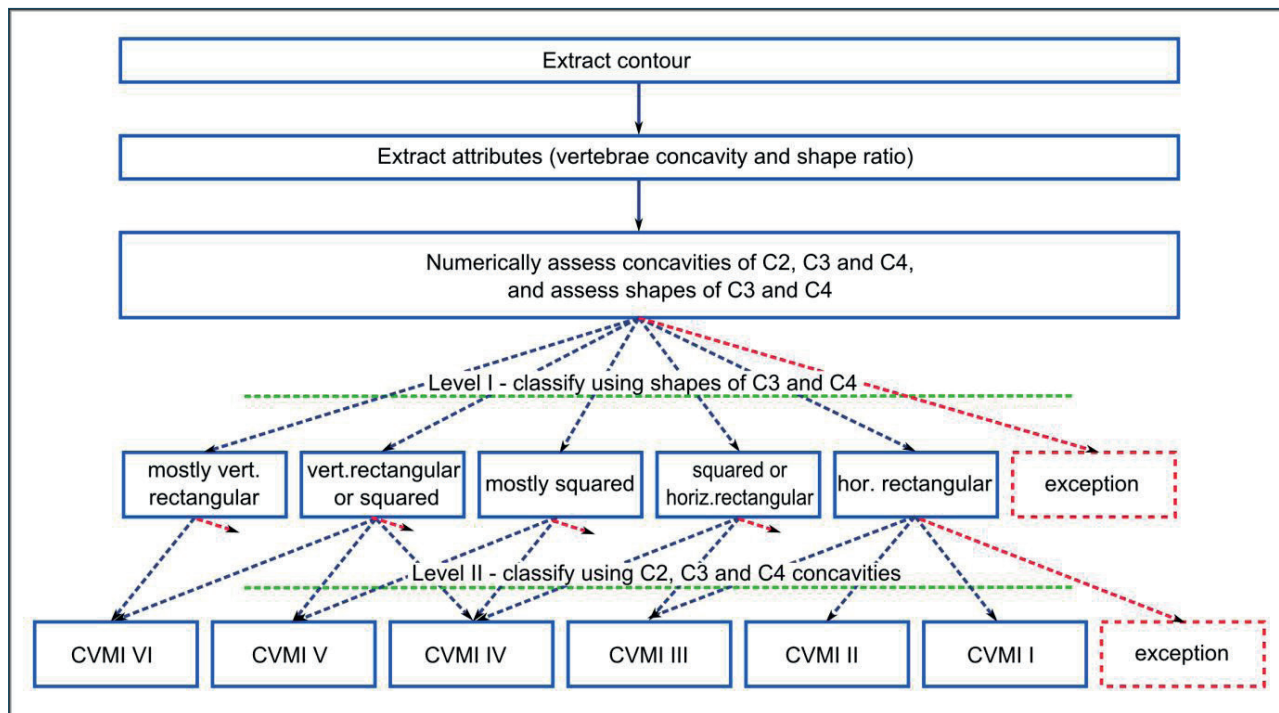 Extract contour
Extract attributes (vertebrae concavity and shape ratio)
Numerically assess concavities of C2, C3 and C4,
and assess shapes of C3 and C4
Level I - classify using shapes of C3 and C4
mostly vert.
rectangular
vert.rectangular
or squared
mostly squared
squared or
horiz.rectangular
hor. rectangular
exception
Level II - classify using C2, C3 and C4 concavities
CVMI VI
CVMI V
CVMI IV
CVMI III
CVMI II
CVMI I
exception